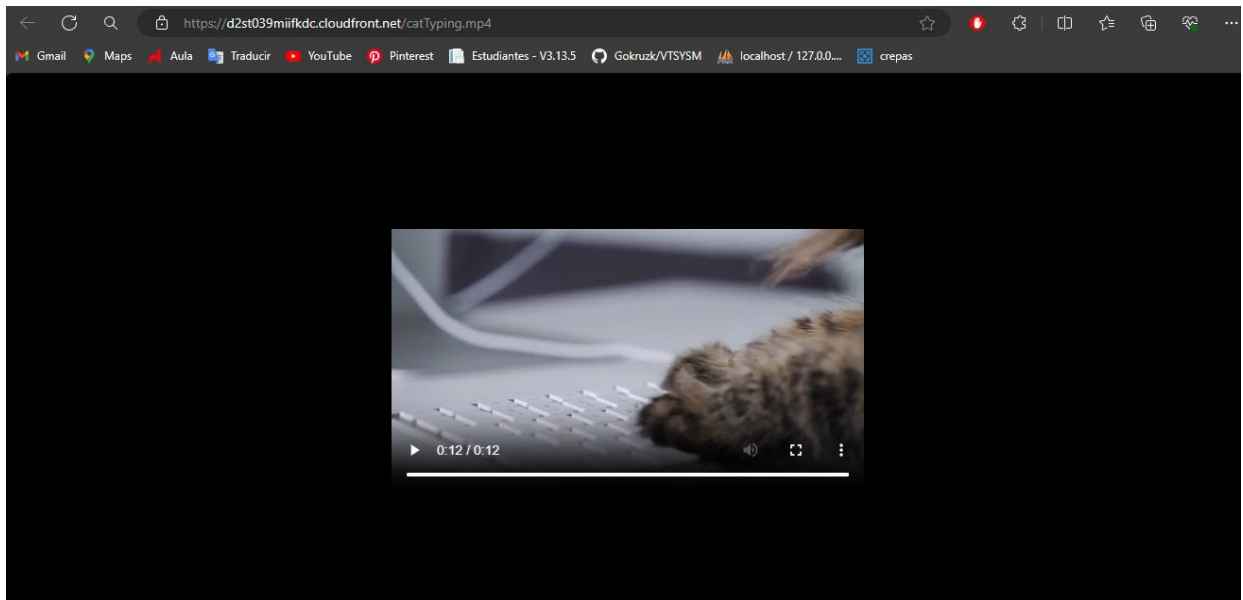 https://d2st039miifkdc.cloudfront.net/catTyping.mp4
Gmail Maps Aula Traducir YouTube Pinterest Estudiantes - V3.13.5 Gokruzk/VTSYSM localhost / 127.0.0.... crepas
0:12 / 0:12